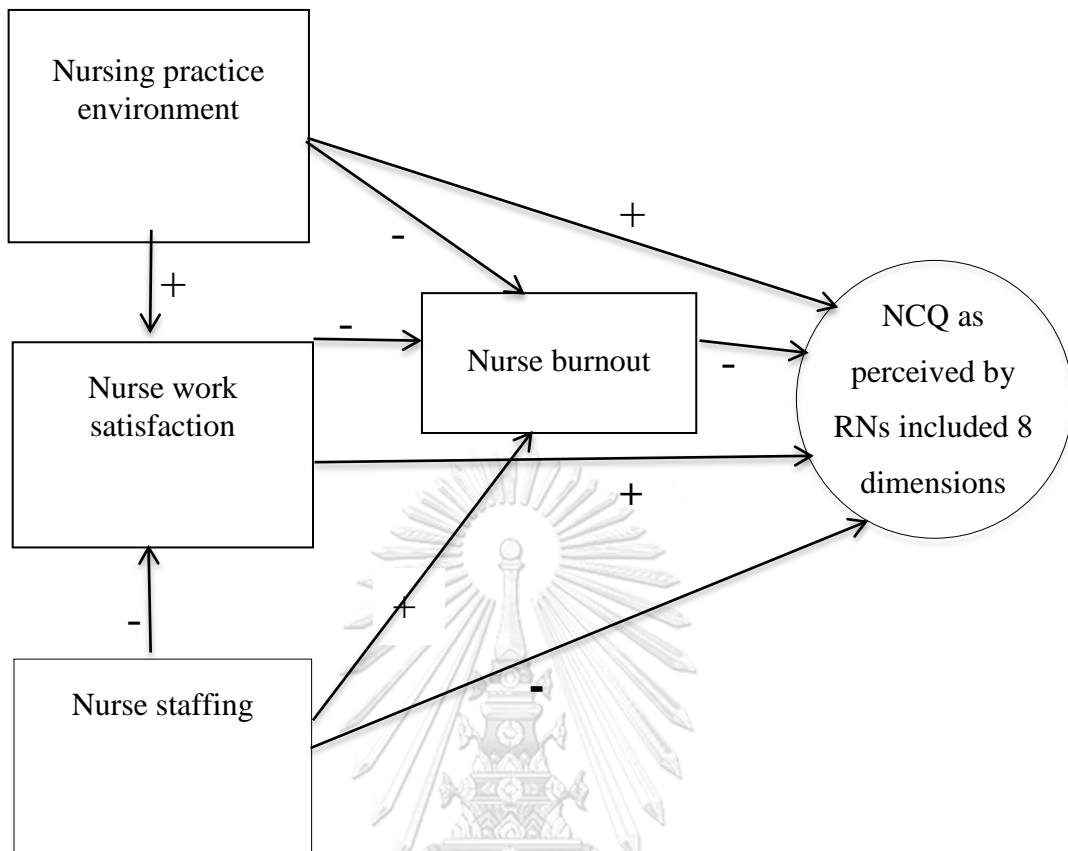 Nursing practice
environment
+
-
+
-
Nurse burnout
-
NCQ as
perceived by
RNs included 8
dimensions
Nurse work
satisfaction
+
+
-
-
Nurse staffing